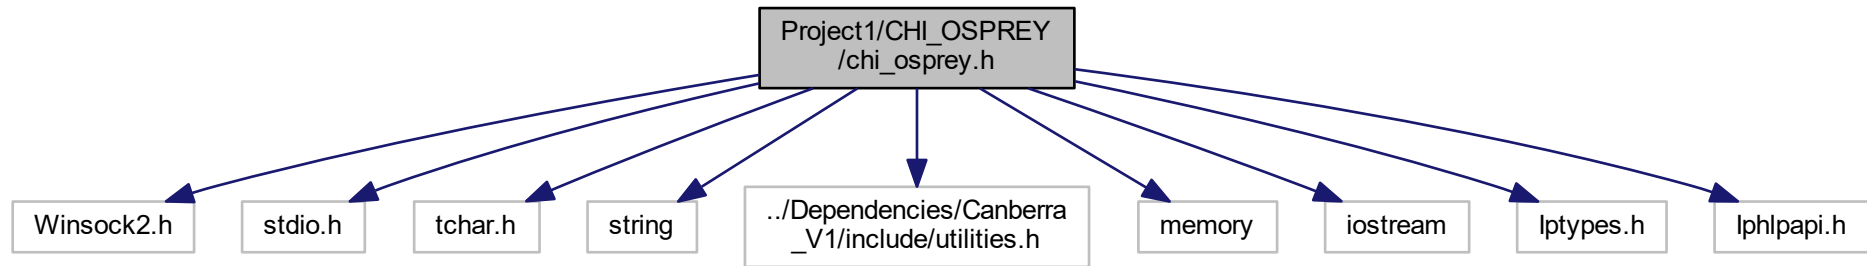 Project1/CHI_OSPREY
/chi_osprey.h
Winsock2.h
stdio.h
tchar.h
string
../Dependencies/Canberra
_V1/include/utilities.h
memory
iostream
Iptypes.h
Iphlpapi.h